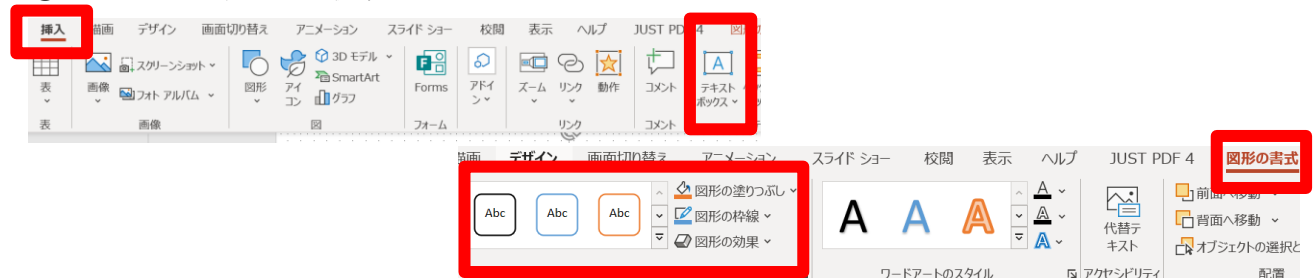 挿入 描画 デザイン 画面切り替え アニメーション スライド ショー 校閲 表示 ヘルプ JUST PD 4
表
画像
スクリーンショット
フォト アルバム
図形
アイ
コン
3D モデル
SmartArt
グラフ
Forms
アドイ
ン
ズーム
リンク
動作
コメント
A
テキスト
ボックス
表 画像 図 フォーム リンク コメント
描画 デザイン 画面切り替え アニメーション スライド ショー 校閲 表示 ヘルプ JUST PDF 4 図形の書式
Abc Abc Abc
図形の塗りつぶし
図形の枠線
図形の効果
A A A
A
A
A
代替テ
キスト
前面へ移動
背面へ移動
オブジェクトの選択と
ワードアートのスタイル アクセシビリティ 配置